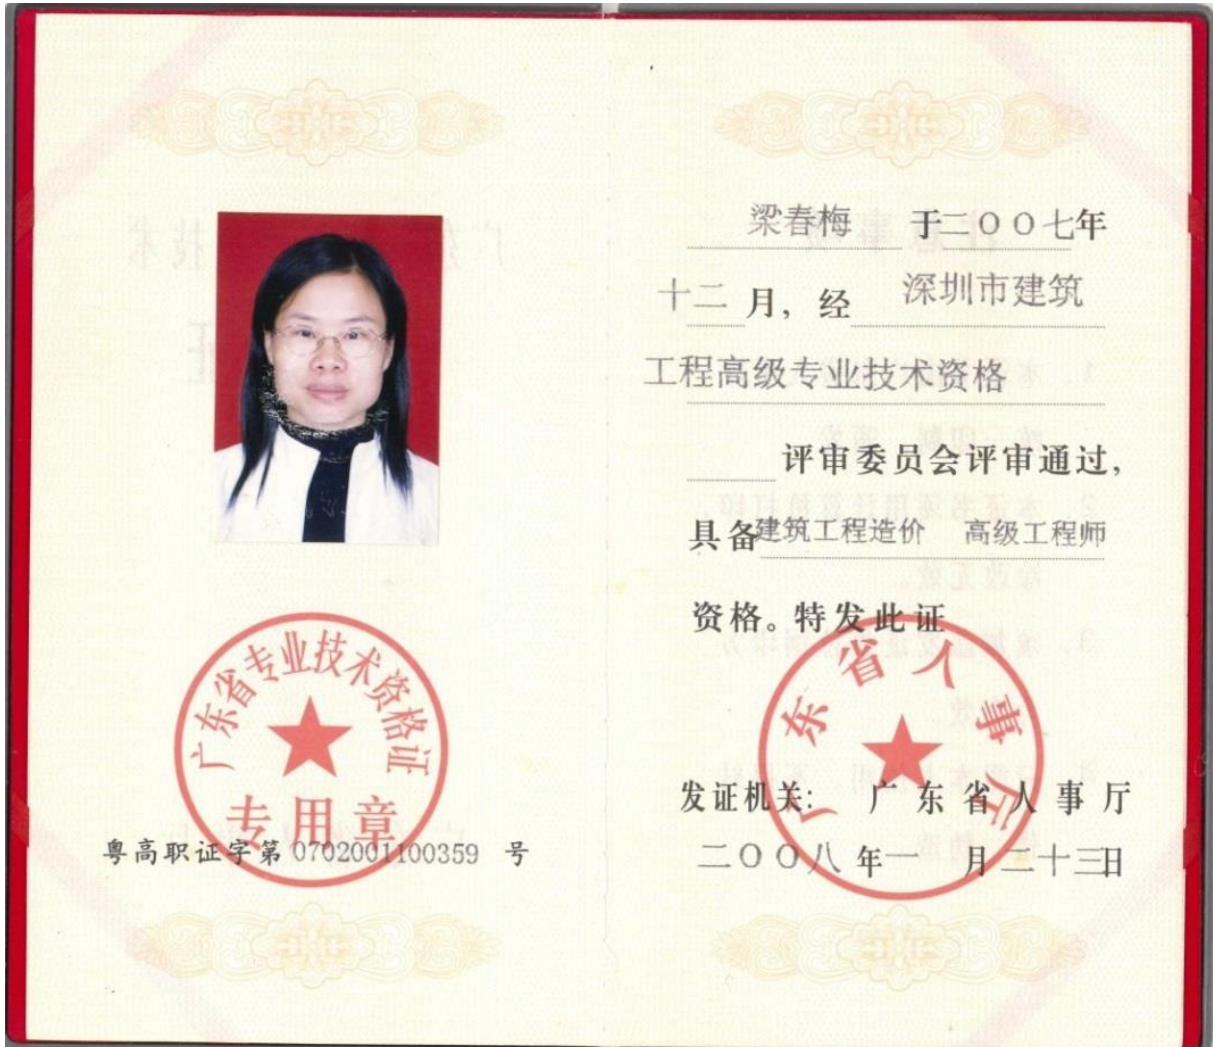 广东省专业技术资格证
专用章
粤高职证字第 0702001100359 号
梁春梅 于二〇〇七年
十二月，经 深圳市建筑
工程高级专业技术资格
评审委员会评审通过，
具备建筑工程造价 高级工程师
资格。特发此证
广东省人事厅
发证机关： 广东省人事厅
二〇〇八年一月二十三日